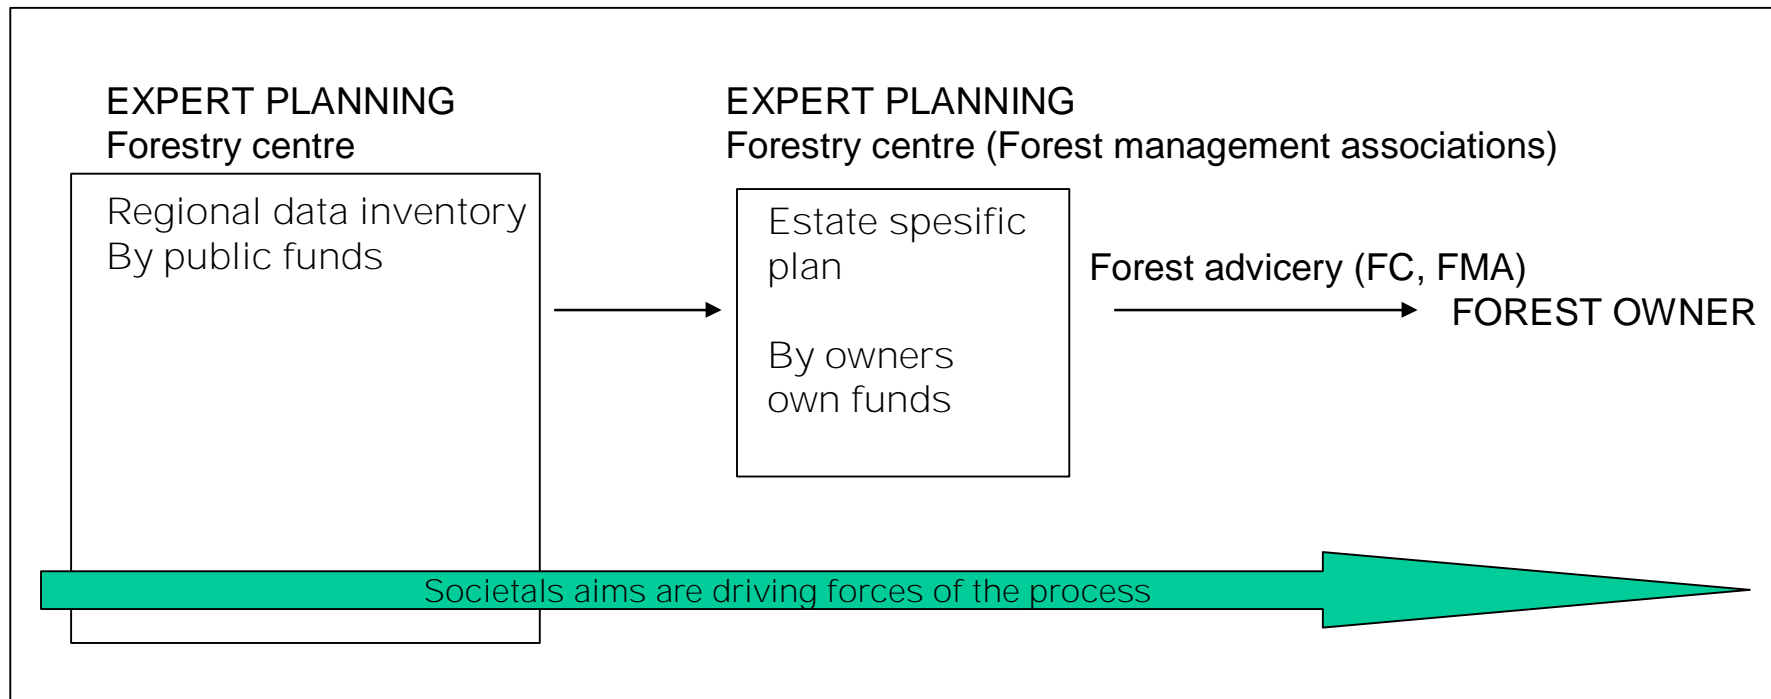 EXPERT PLANNING
Forestry centre
Regional data inventory
By public funds
EXPERT PLANNING
Forestry centre (Forest management associations)
Estate spesific
plan
By owners
own funds
Forest advicery (FC, FMA)
FOREST OWNER
Societals aims are driving forces of the process